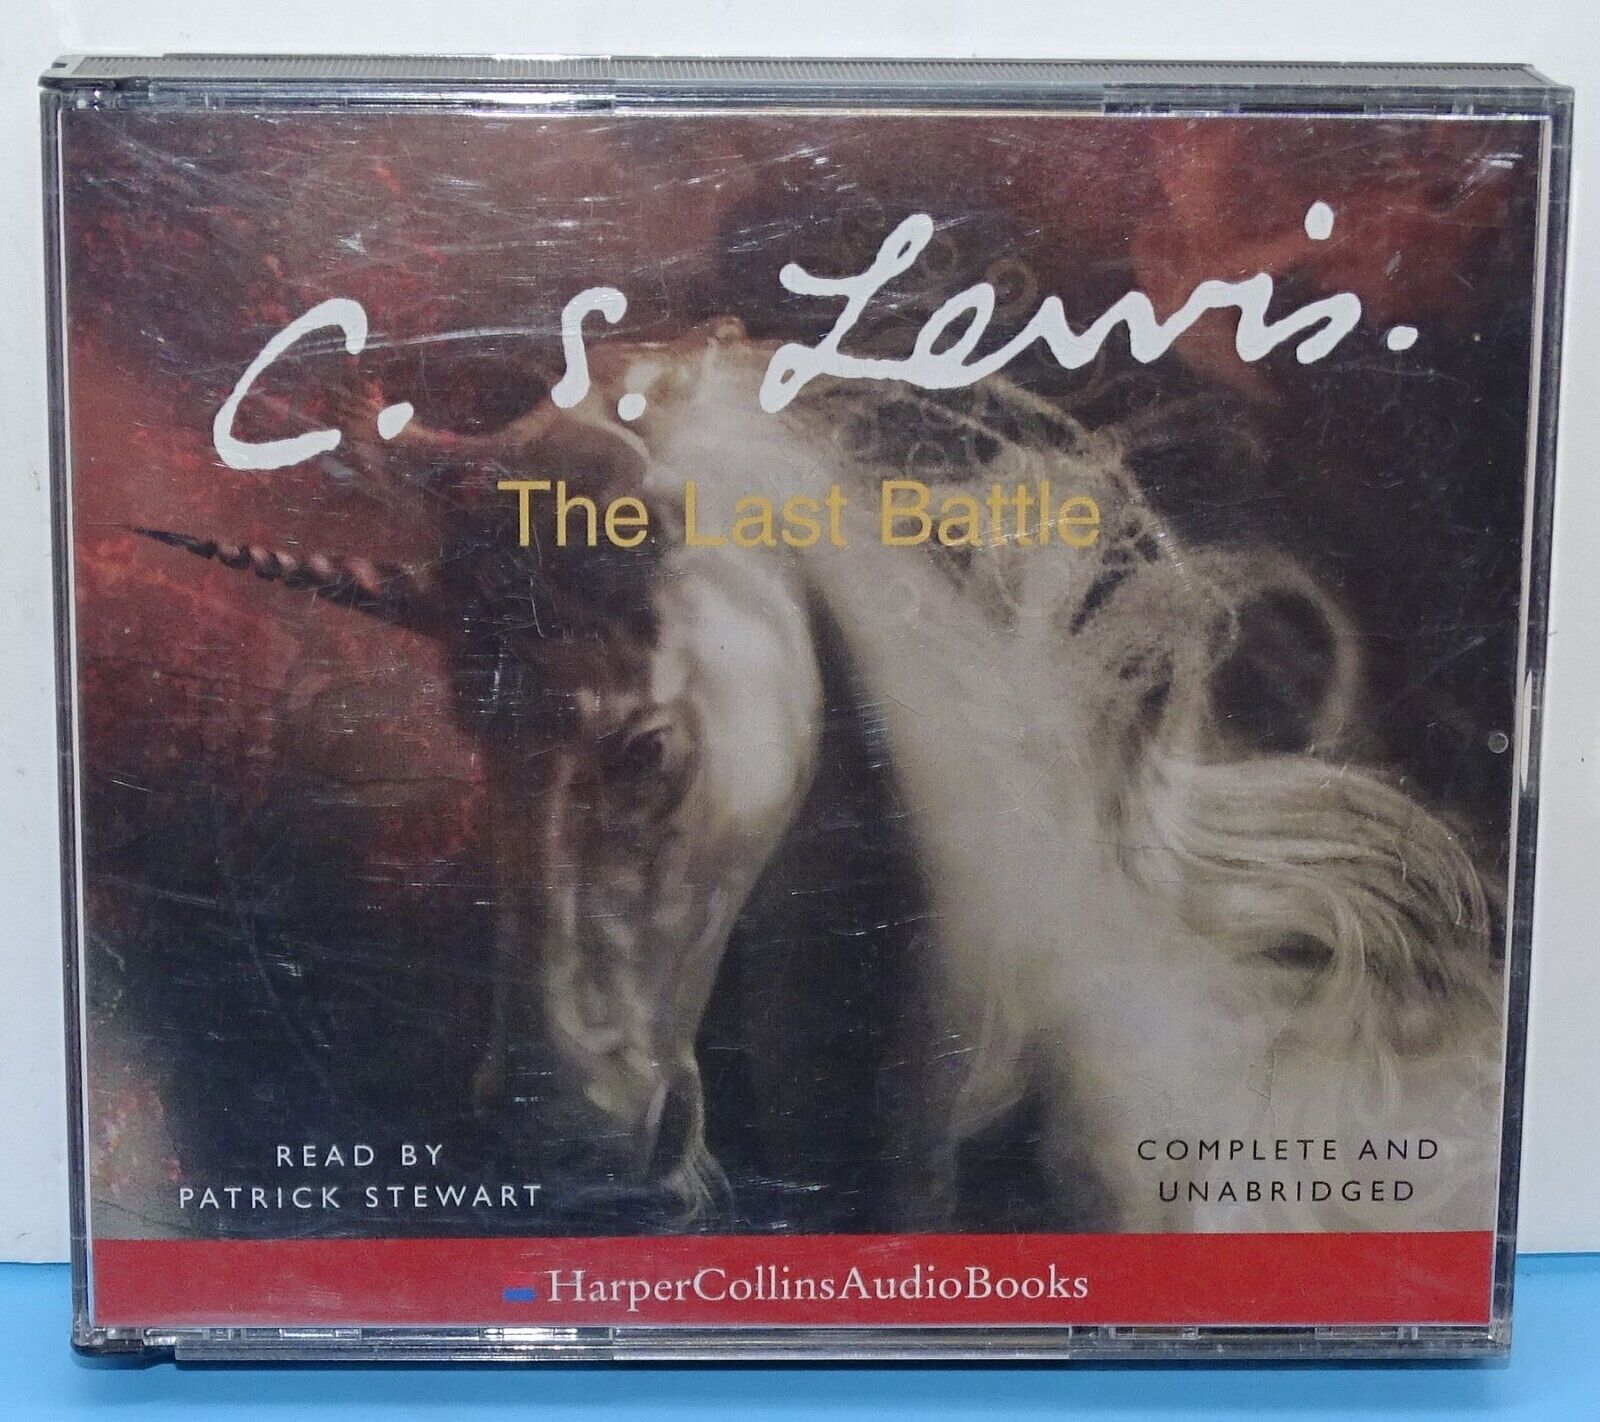 C. S. Lewis.
The Last Battle
READ BY
PATRICK STEWART
COMPLETE AND
UNABRIDGED
HarperCollinsAudioBooks